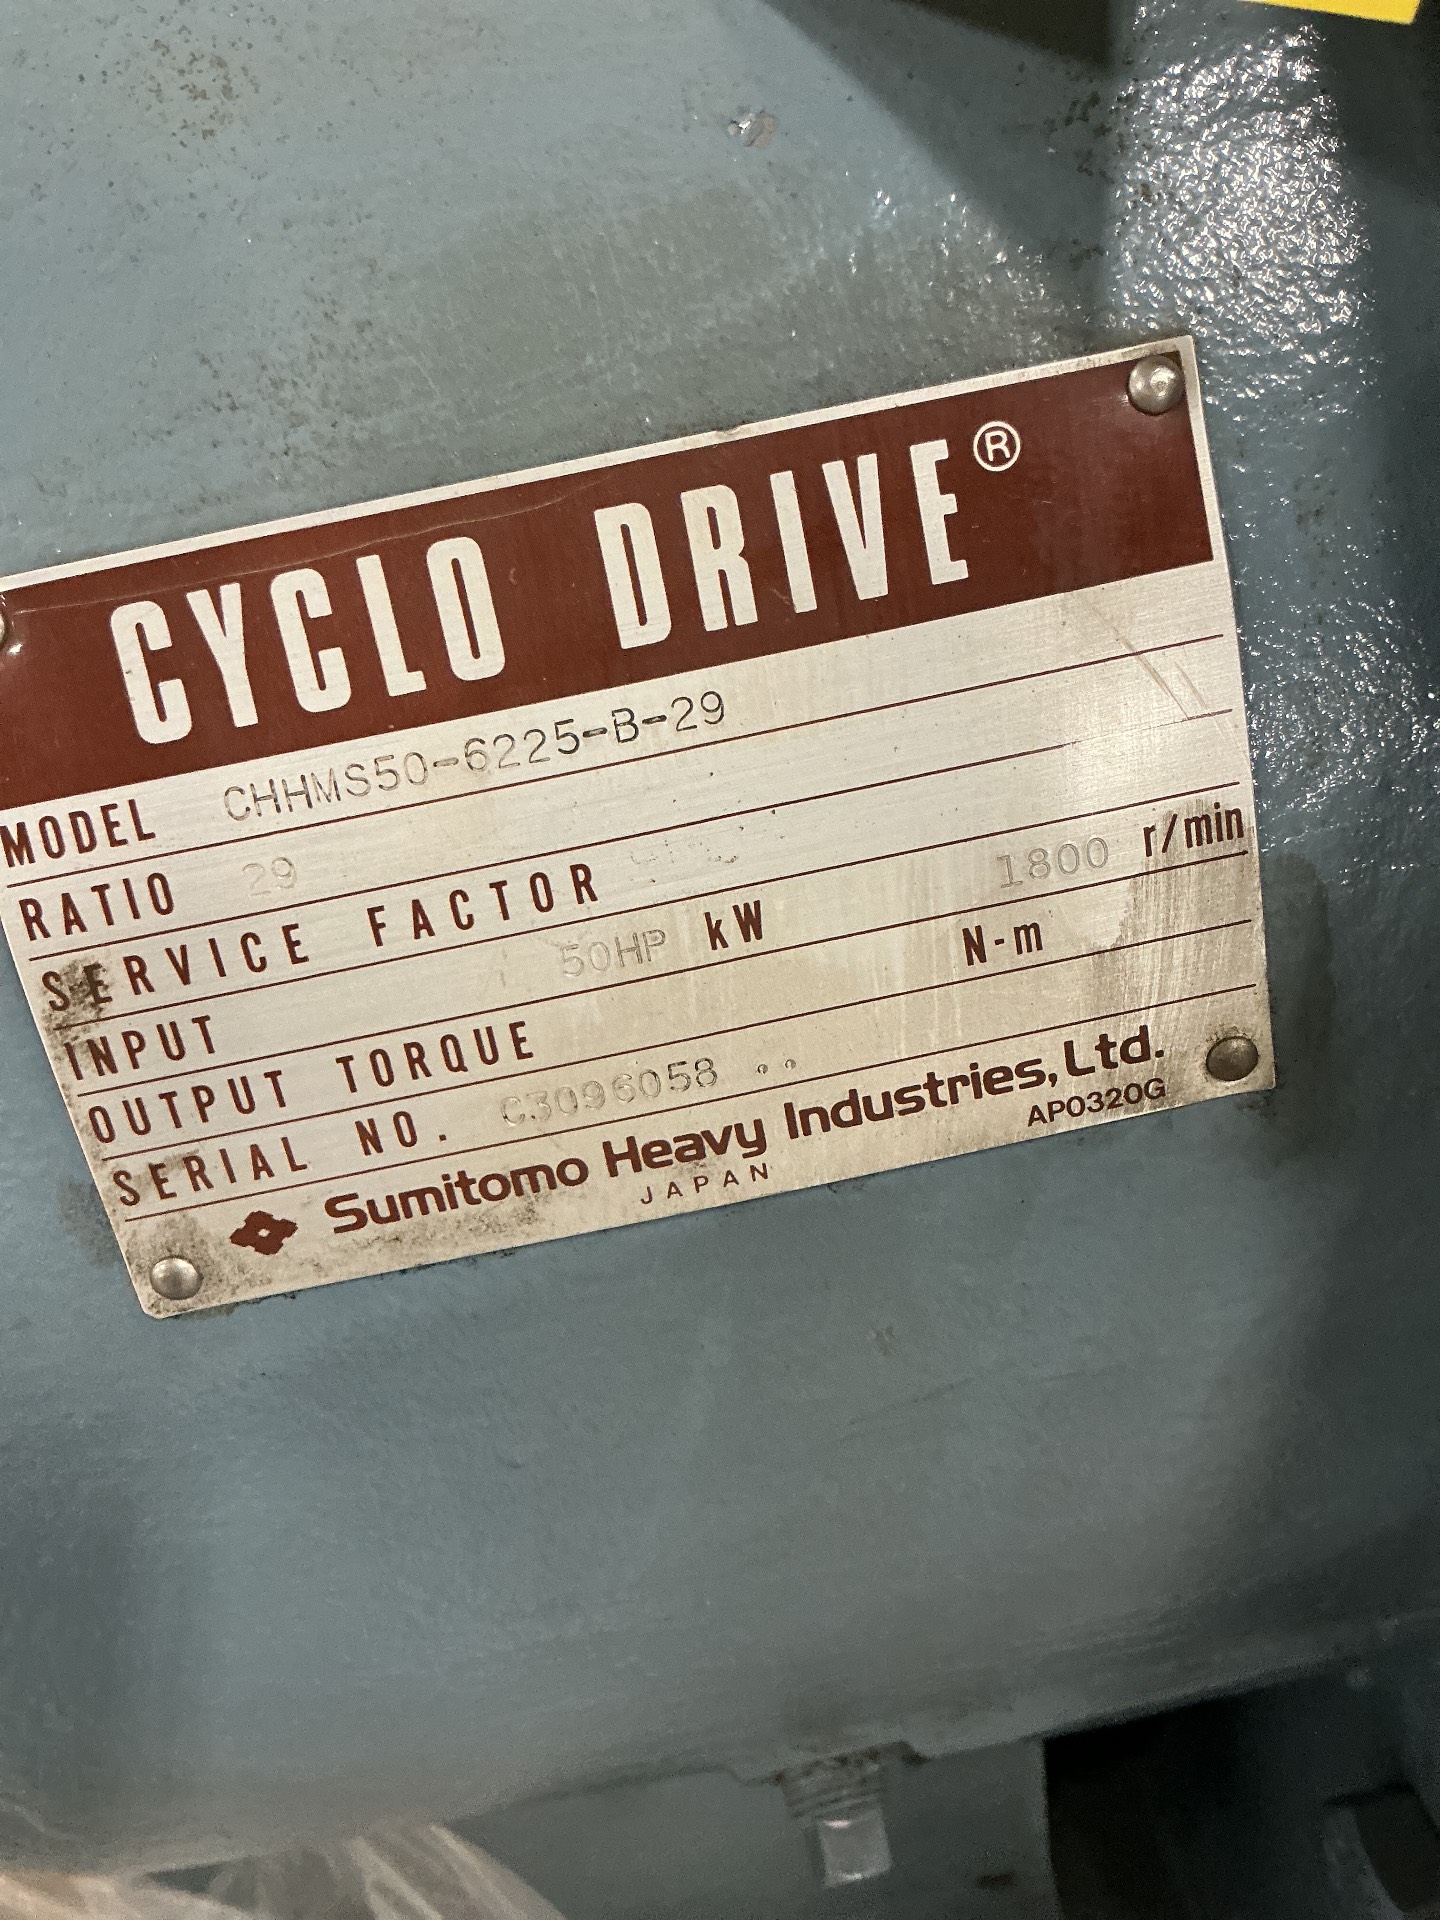 CYCLO DRIVE®
MODEL CHHMS50-6225-B-29
RATIO 29
SERVICE FACTOR
INPUT 50HP kW 1800 r/min
OUTPUT TORQUE N-m
SERIAL NO. C3096058 ..
Sumitomo Heavy Industries, Ltd.
JAPAN AP0320G